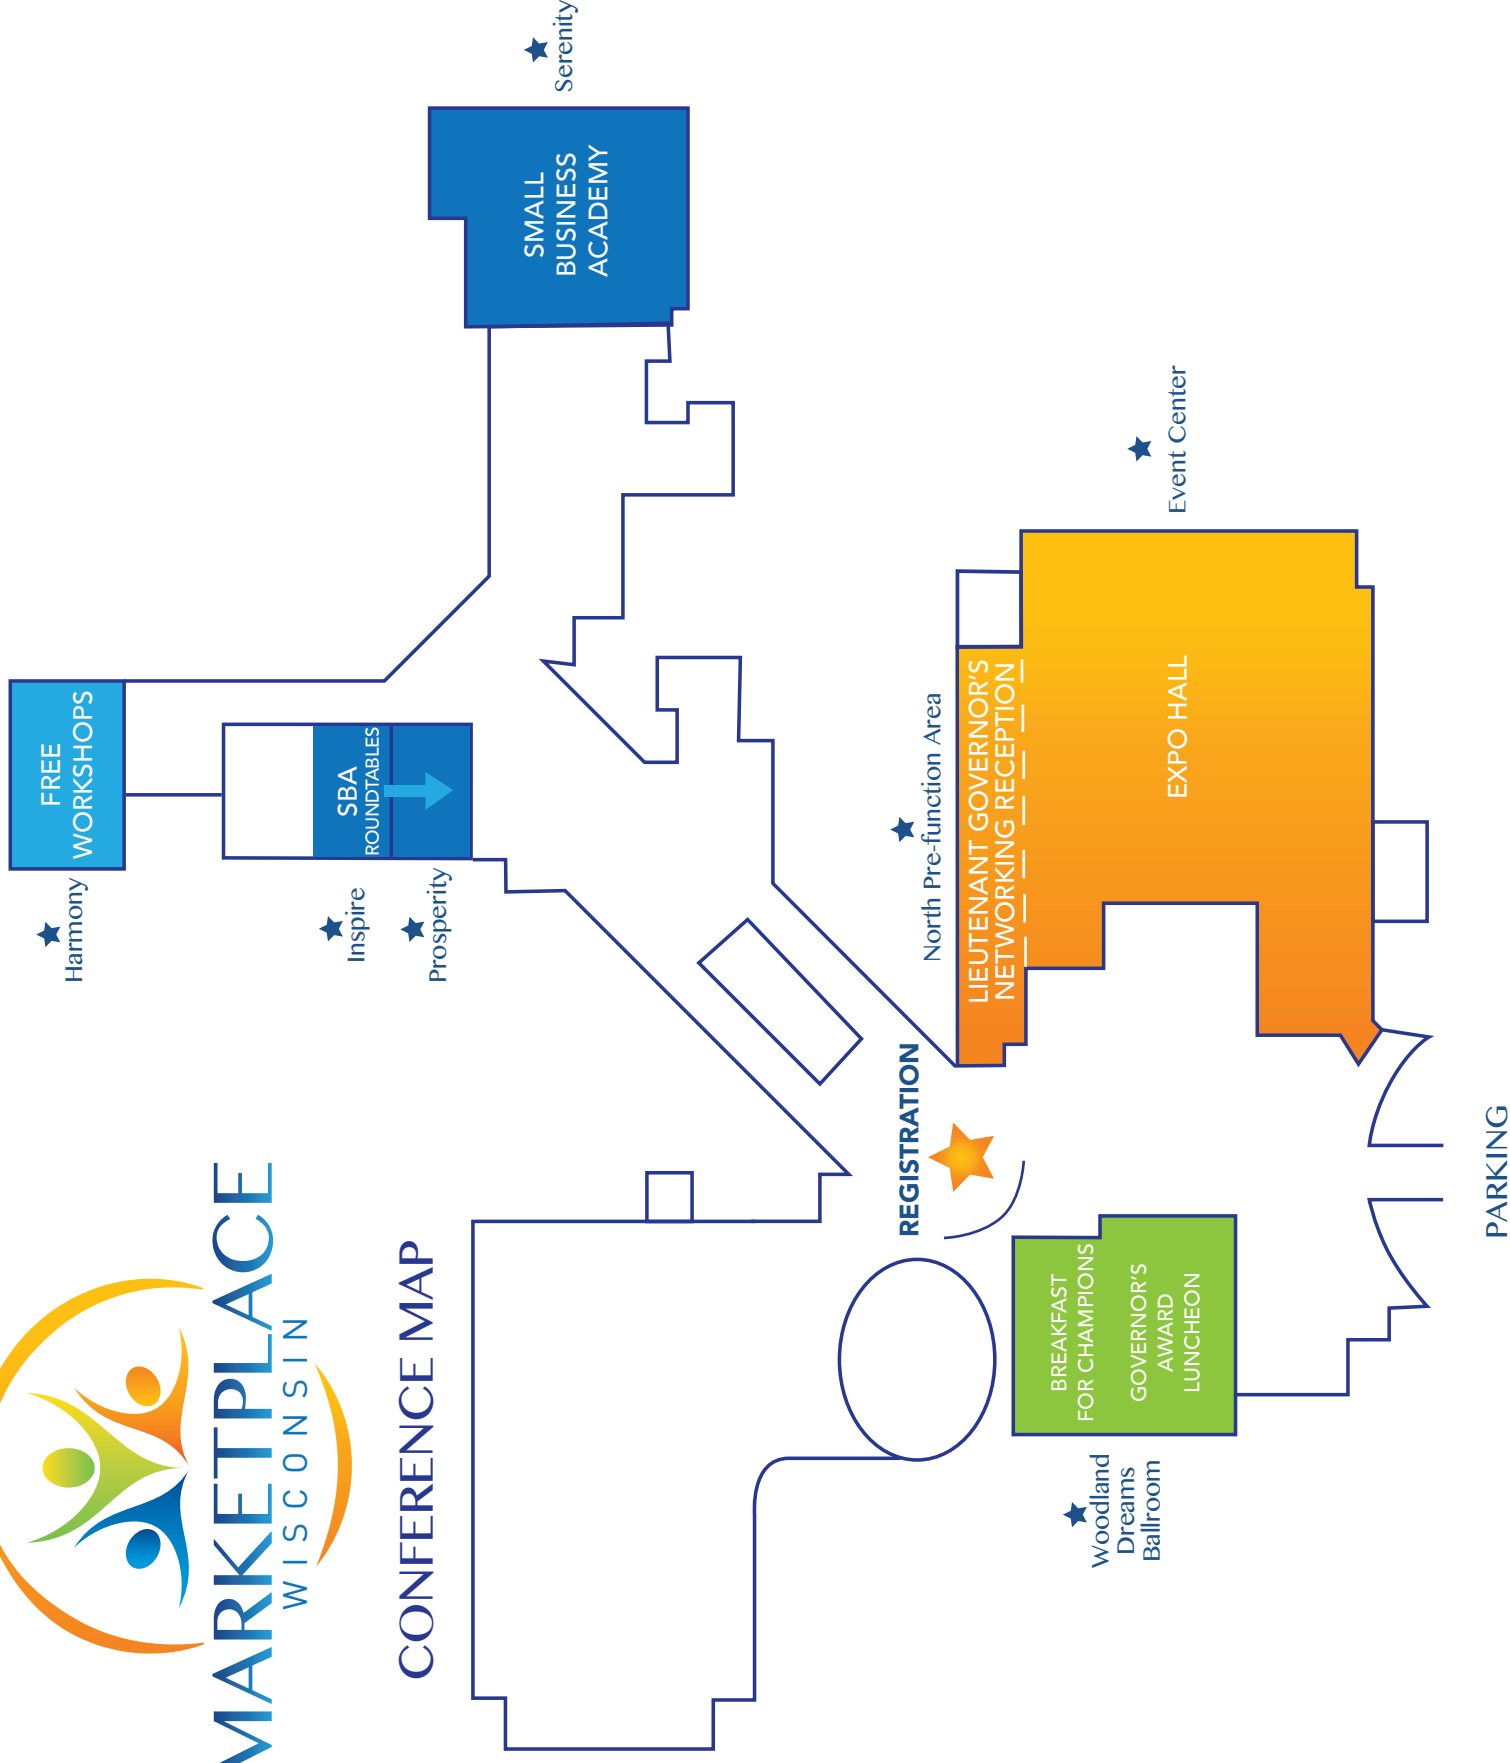 MARKETPLACE
WISCONSIN
CONFERENCE MAP
Harmony
FREE
WORKSHOPS
Inspire
Prosperity
SBA
ROUNDTABLES
Serenity
SMALL
BUSINESS
ACADEMY
REGISTRATION
North Pre-function Area
LIEUTENANT GOVERNOR'S
NETWORKING RECEPTION
EXPO HALL
Event Center
Woodland
Dreams
Ballroom
BREAKFAST
FOR CHAMPIONS
GOVERNOR'S
AWARD
LUNCHEON
PARKING